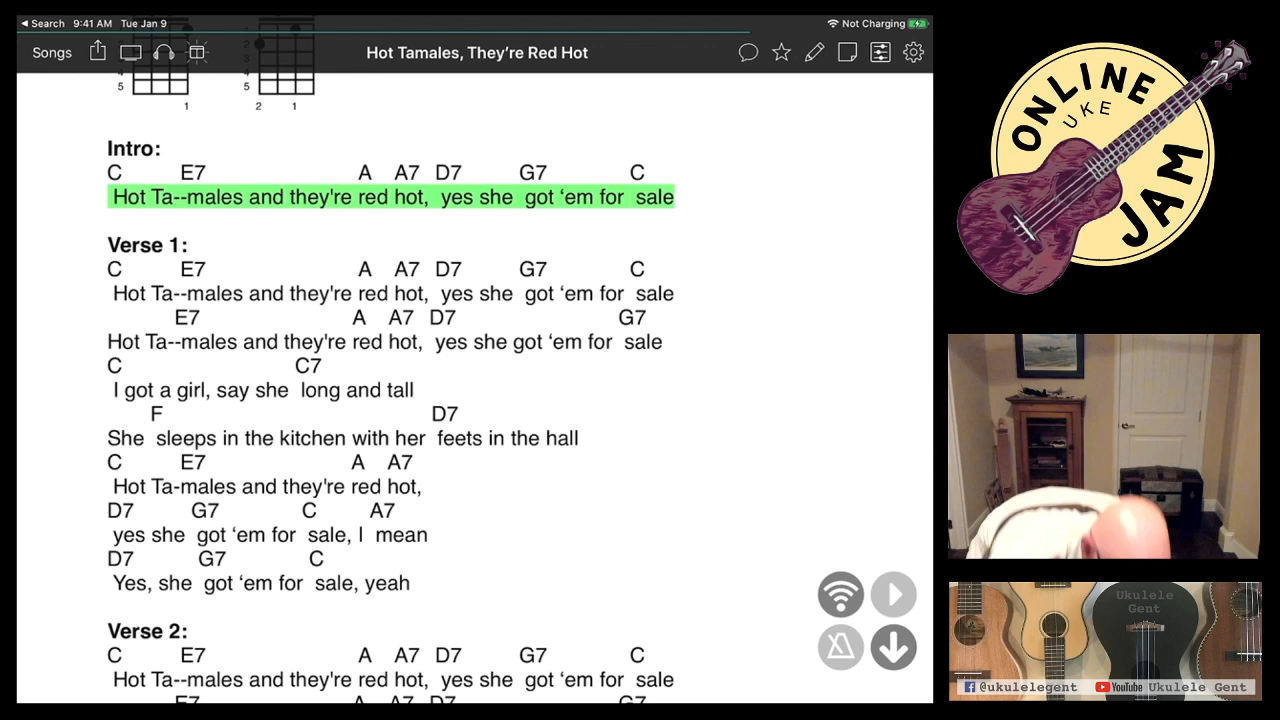 ◀ Search 9:41 AM Tue Jan 9 Not Charging
Songs Hot Tamales, They're Red Hot
5 5
1 2 1
Intro:
C E7 A A7 D7 G7 C
Hot Ta--males and they're red hot, yes she got ‘em for sale
Verse 1:
C E7 A A7 D7 G7 C
Hot Ta--males and they're red hot, yes she got ‘em for sale
E7 A A7 D7 G7
Hot Ta--males and they're red hot, yes she got ‘em for sale
C C7
I got a girl, say she long and tall
F D7
She sleeps in the kitchen with her feets in the hall
C E7 A A7
Hot Ta-males and they're red hot,
D7 G7 C A7
yes she got ‘em for sale, I mean
D7 G7 C
Yes, she got ‘em for sale, yeah
Verse 2:
C E7 A A7 D7 G7 C
Hot Ta--males and they're red hot, yes she got ‘em for sale
E7 A A7 D7 G7
ONLINE
UKE
JAM
Ukulele
Gent
@ukulelegent YouTube Ukulele Gent